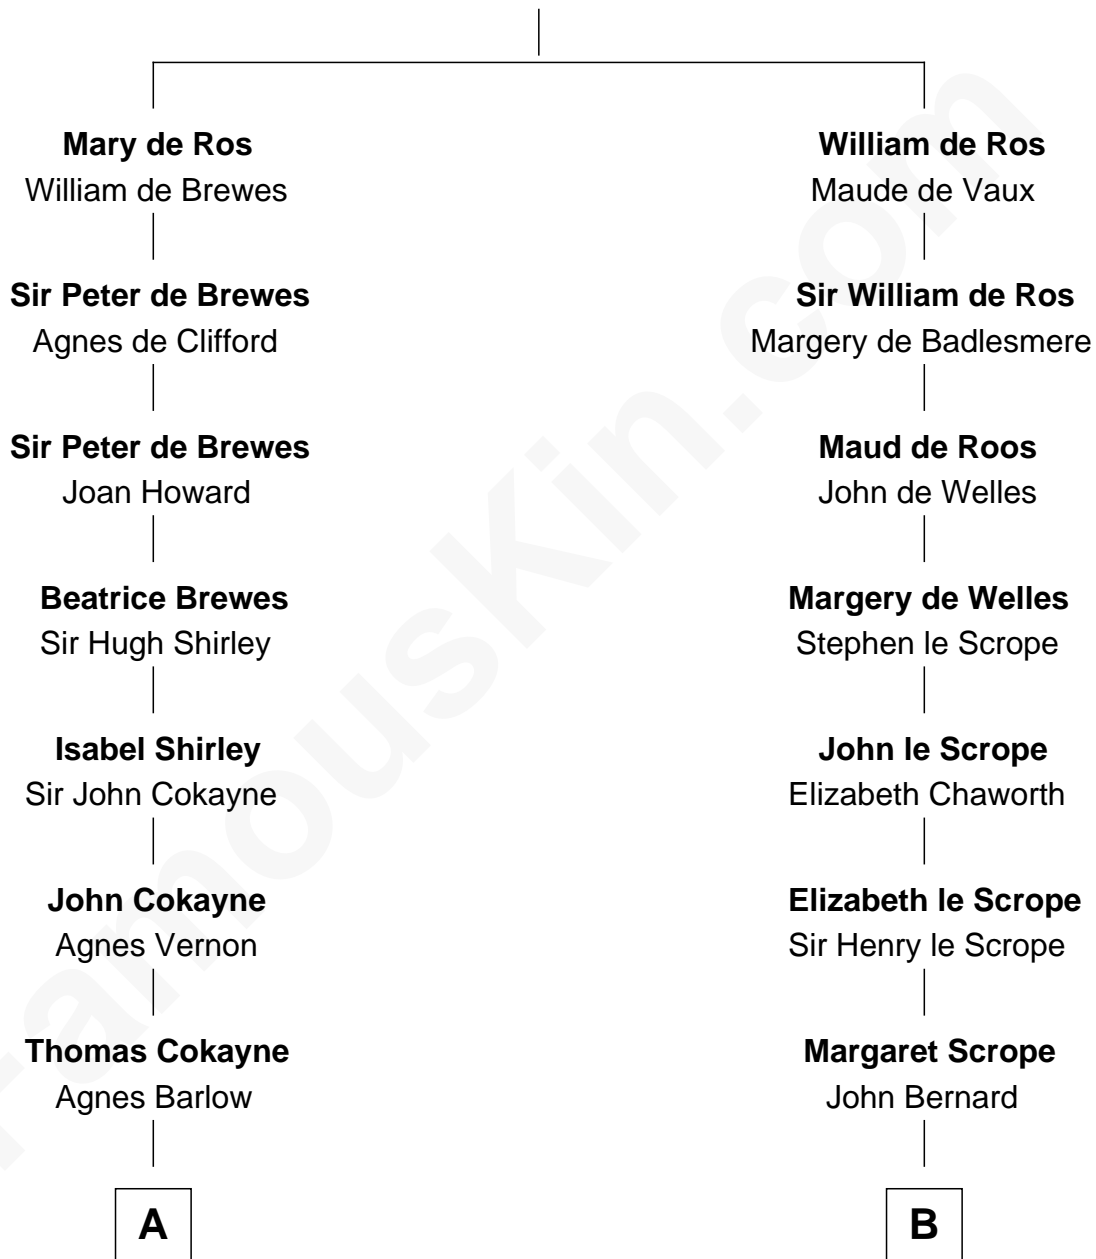 Mary de Ros
William de Brewes
Sir Peter de Brewes
Agnes de Clifford
Sir Peter de Brewes
Joan Howard
Beatrice Brewes
Sir Hugh Shirley
Isabel Shirley
Sir John Cokayne
John Cokayne
Agnes Vernon
Thomas Cokayne
Agnes Barlow
A
William de Ros
Maude de Vaux
Sir William de Ros
Margery de Badlesmere
Maud de Roos
John de Welles
Margery de Welles
Stephen le Scrope
John le Scrope
Elizabeth Chaworth
Elizabeth le Scrope
Sir Henry le Scrope
Margaret Scrope
John Bernard
B
FamousKin.com